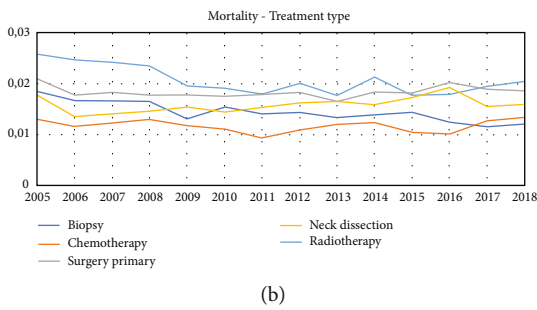 Mortality - Treatment type
0,03
0,02
0,01
0
2005 2006 2007 2008 2009 2010 2011 2012 2013 2014 2015 2016 2017 2018
Biopsy
Chemotherapy
Surgery primary
Neck dissection
Radiotherapy
(b)